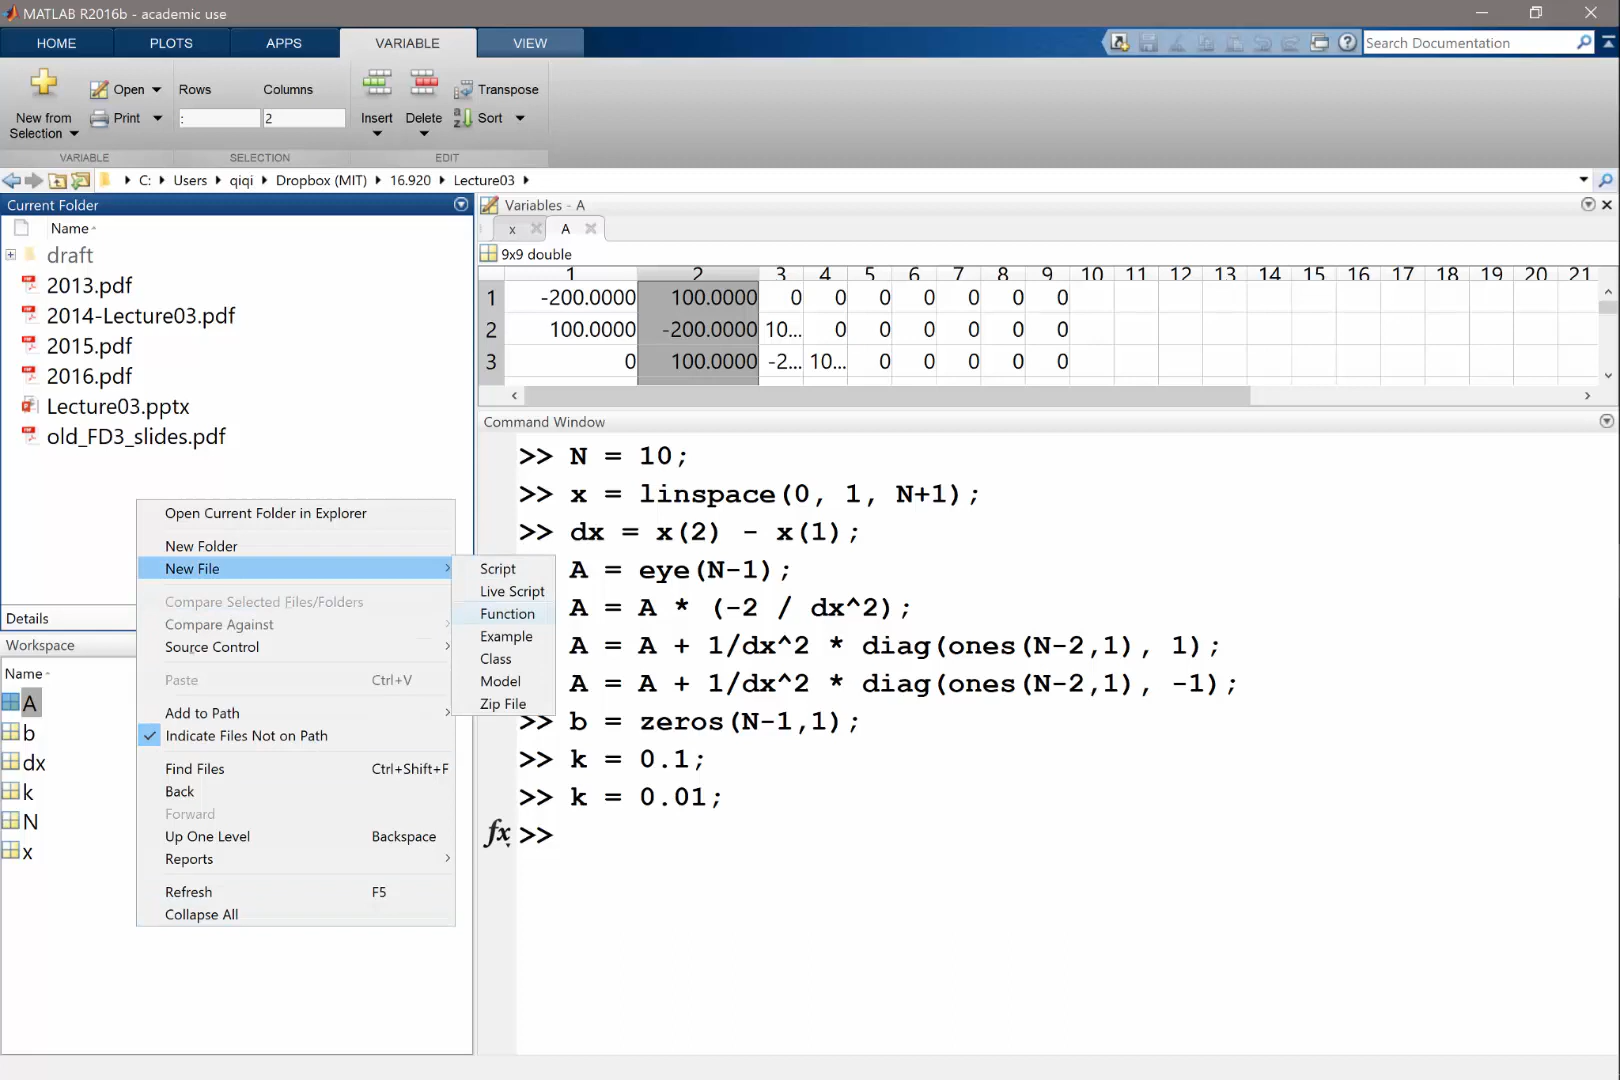 MATLAB R2016b - academic use
HOME PLOTS APPS VARIABLE VIEW Search Documentation
New from Selection Open Print
Rows Columns
: 2
Insert Delete Transpose Sort
VARIABLE SELECTION EDIT
C: Users qiqi Dropbox (MIT) 16.920 Lecture03
Current Folder
Name
draft
2013.pdf
2014-Lecture03.pdf
2015.pdf
2016.pdf
Lecture03.pptx
old_FD3_slides.pdf
Details
Workspace
Name
A
b
dx
k
N
x
Open Current Folder in Explorer
New Folder
New File
Compare Selected Files/Folders
Compare Against
Source Control
Paste Ctrl+V
Add to Path
Indicate Files Not on Path
Find Files Ctrl+Shift+F
Back
Forward
Up One Level Backspace
Reports
Refresh F5
Collapse All
Script
Live Script
Function
Example
Class
Model
Zip File
Variables - A
x A
9x9 double
1 2 3 4 5 6 7 8 9 10 11 12 13 14 15 16 17 18 19 20 21
1 -200.0000 100.0000 0 0 0 0 0 0 0
2 100.0000 -200.0000 10... 0 0 0 0 0 0
3 0 100.0000 -2... 10... 0 0 0 0 0
Command Window
>> N = 10;
>> x = linspace(0, 1, N+1);
>> dx = x(2) - x(1);
A = eye(N-1);
A = A * (-2 / dx^2);
A = A + 1/dx^2 * diag(ones(N-2,1), 1);
A = A + 1/dx^2 * diag(ones(N-2,1), -1);
>> b = zeros(N-1,1);
>> k = 0.1;
>> k = 0.01;
fx >>